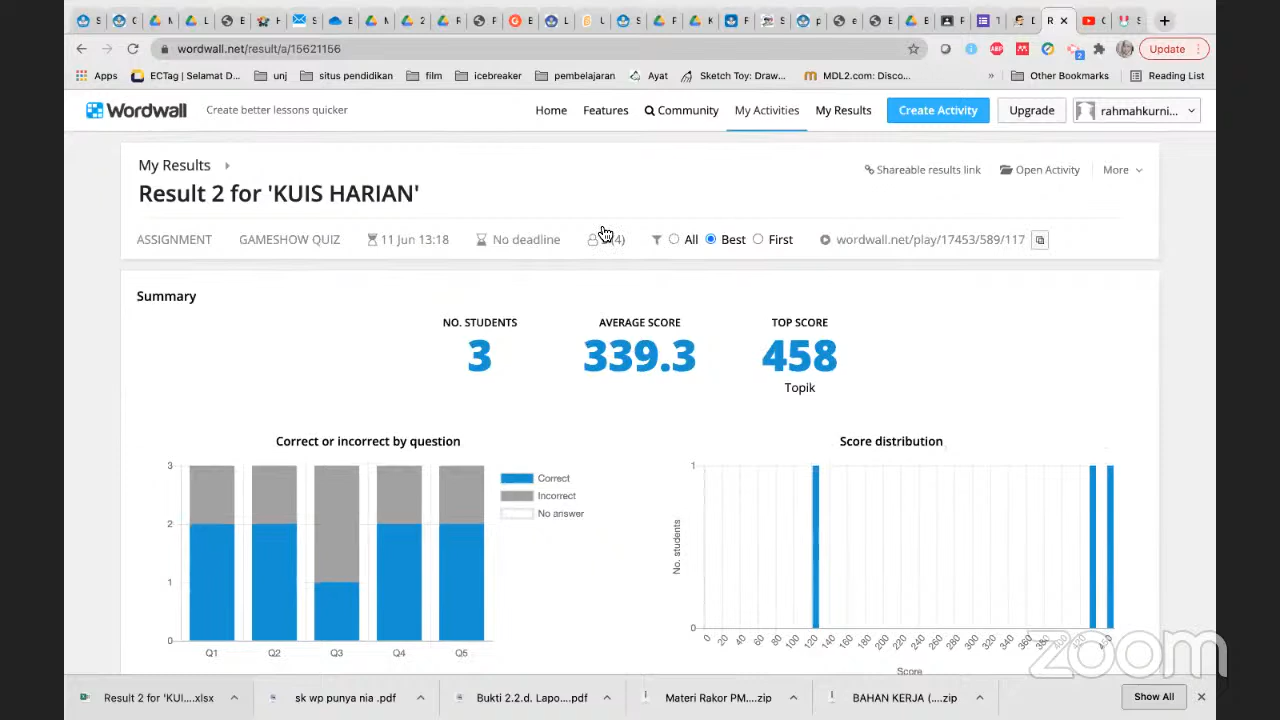 S
C
M
L
E
H
S
S
M
2
R
F
E
L
L
S
F
K
F
S
p
e
E
E
P
T
D
R
C
S
wordwall.net/result/a/15621156
2
Update
Apps
ECTag | Selamat D...
unj
situs pendidikan
film
icebreaker
pembelajaran
Ayat
Sketch Toy: Draw...
MDL2.com: Disco...
»
Other Bookmarks
Reading List
Wordwall
Create better lessons quicker
Home
Features
Community
My Activities
My Results
Create Activity
Upgrade
rahmahkurni...
My Results
Result 2 for 'KUIS HARIAN'
Shareable results link
Open Activity
More
ASSIGNMENT
GAMESHOW QUIZ
11 Jun 13:18
No deadline
(4)
All
Best
First
wordwall.net/play/17453/589/117
Summary
NO. STUDENTS
3
AVERAGE SCORE
339.3
TOP SCORE
458
Topik
Correct or incorrect by question
3
2
1
0
Q1 Q2 Q3 Q4 Q5
Correct
Incorrect
No answer
Score distribution
No. students
1
0
0 20 40 60 80 100 120 140 160 180 200 220 240 260 280 300 320 340 360 380
Score
zoom
Result 2 for 'KUI....xlsx
sk wp punya nia .pdf
Bukti 2.2.d. Lapo....pdf
Materi Rakor PM....zip
BAHAN KERJA (....zip
Show All